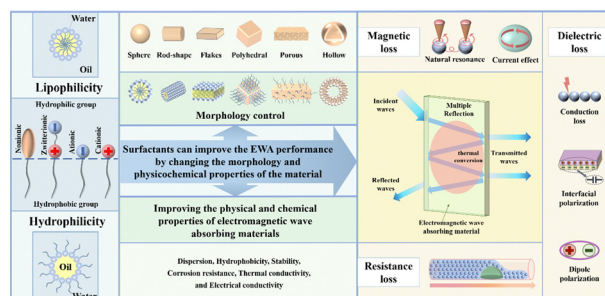 Water
Oil
Lipophilicity
Hydrophilic group
Nonionic
Zwitterionic
Ationic
Cationic
Hydrophobic group
Hydrophilicity
Oil
Water
Sphere
Rod-shape
Flakes
Polyhedral
Porous
Hollow
Morphology control
Surfactants can improve the EWA performance
by changing the morphology and
physicochemical properties of the material
Improving the physical and chemical
properties of electromagnetic wave
absorbing materials
Dispersion, Hydrophobicity, Stability,
Corrosion resistance, Thermal conductivity,
and Electrical conductivity
Magnetic
loss
Natural resonance
Current effect
Incident
waves
Multiple
Reflection
thermal
conversion
Transmitted
waves
Reflected
waves
Electromagnetic wave
absorbing material
Resistance
loss
Dielectric
loss
Conduction
loss
Interfacial
polarization
Dipole
polarization